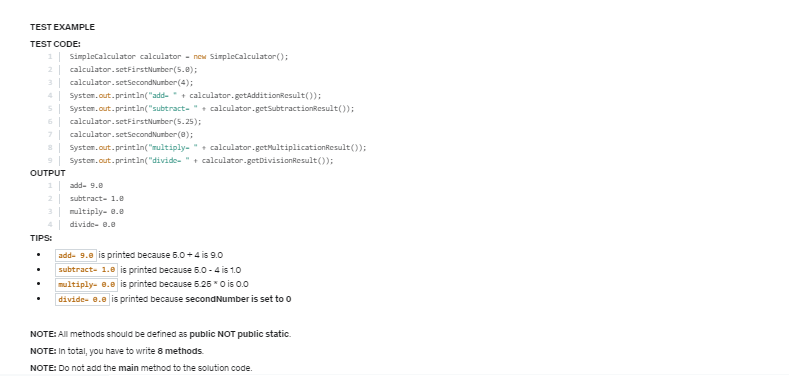 TEST EXAMPLE
TEST CODE:
1 SimpleCalculator calculator = new SimpleCalculator();
2 calculator.setFirstNumber(5.0);
3 calculator.setSecondNumber(4);
4 System.out.println("add= " + calculator.getAdditionResult());
5 System.out.println("subtract= " + calculator.getSubtractionResult());
6 calculator.setFirstNumber(5.25);
7 calculator.setSecondNumber(0);
8 System.out.println("multiply= " + calculator.getMultiplicationResult());
9 System.out.println("divide= " + calculator.getDivisionResult());
OUTPUT
1 add= 9.0
2 subtract= 1.0
3 multiply= 0.0
4 divide= 0.0
TIPS:
• add= 9.0 is printed because 5.0 + 4 is 9.0
• subtract= 1.0 is printed because 5.0 - 4 is 1.0
• multiply= 0.0 is printed because 5.25 * 0 is 0.0
• divide= 0.0 is printed because secondNumber is set to 0
NOTE: All methods should be defined as public NOT public static.
NOTE: In total, you have to write 8 methods.
NOTE: Do not add the main method to the solution code.